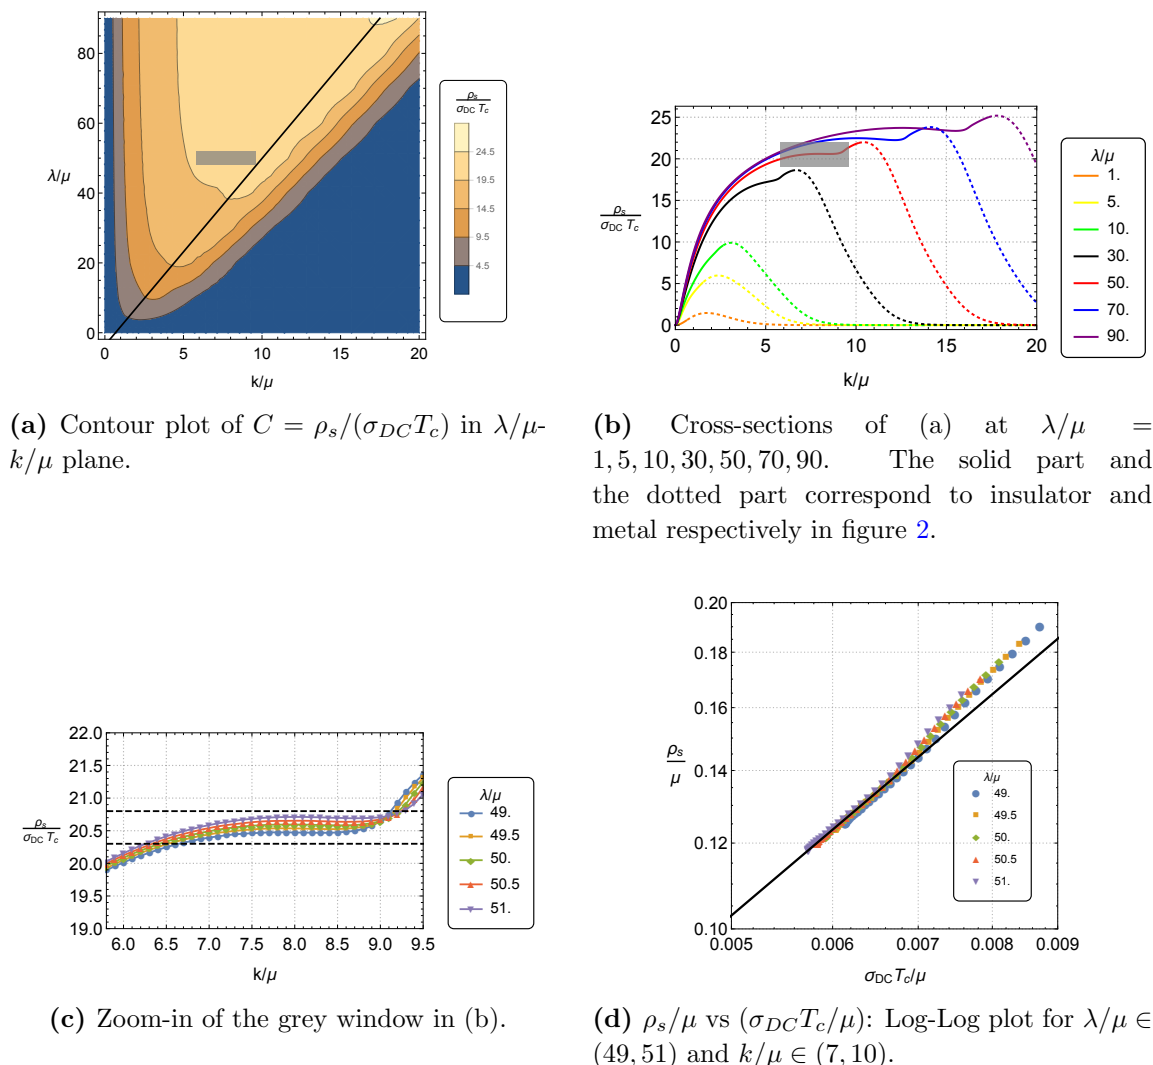 80
60
λ/μ
40
20
0
0
5
10
15
20
k/μ
ρs
σDC Tc
24.5
19.5
14.5
9.5
4.5
(a) Contour plot of C = ρs/(σDC Tc) in λ/μ-
k/μ plane.
25
20
15
10
5
0
ρs
σDC Tc
0
5
10
15
20
k/μ
λ/μ
1.
5.
10.
30.
50.
70.
90.
(b) Cross-sections of (a) at λ/μ =
1, 5, 10, 30, 50, 70, 90. The solid part and
the dotted part correspond to insulator and
metal respectively in figure 2.
22.0
21.5
21.0
20.5
20.0
19.5
19.0
ρs
σDC Tc
6.0 6.5 7.0 7.5 8.0 8.5 9.0 9.5
k/μ
λ/μ
49.
49.5
50.
50.5
51.
(c) Zoom-in of the grey window in (b).
0.20
0.18
0.16
0.14
0.12
0.10
ρs
μ
0.005 0.006 0.007 0.008 0.009
σDC Tc/μ
λ/μ
49.
49.5
50.
50.5
51.
(d) ρs/μ vs (σDC Tc/μ): Log-Log plot for λ/μ ∈
(49, 51) and k/μ ∈ (7, 10).